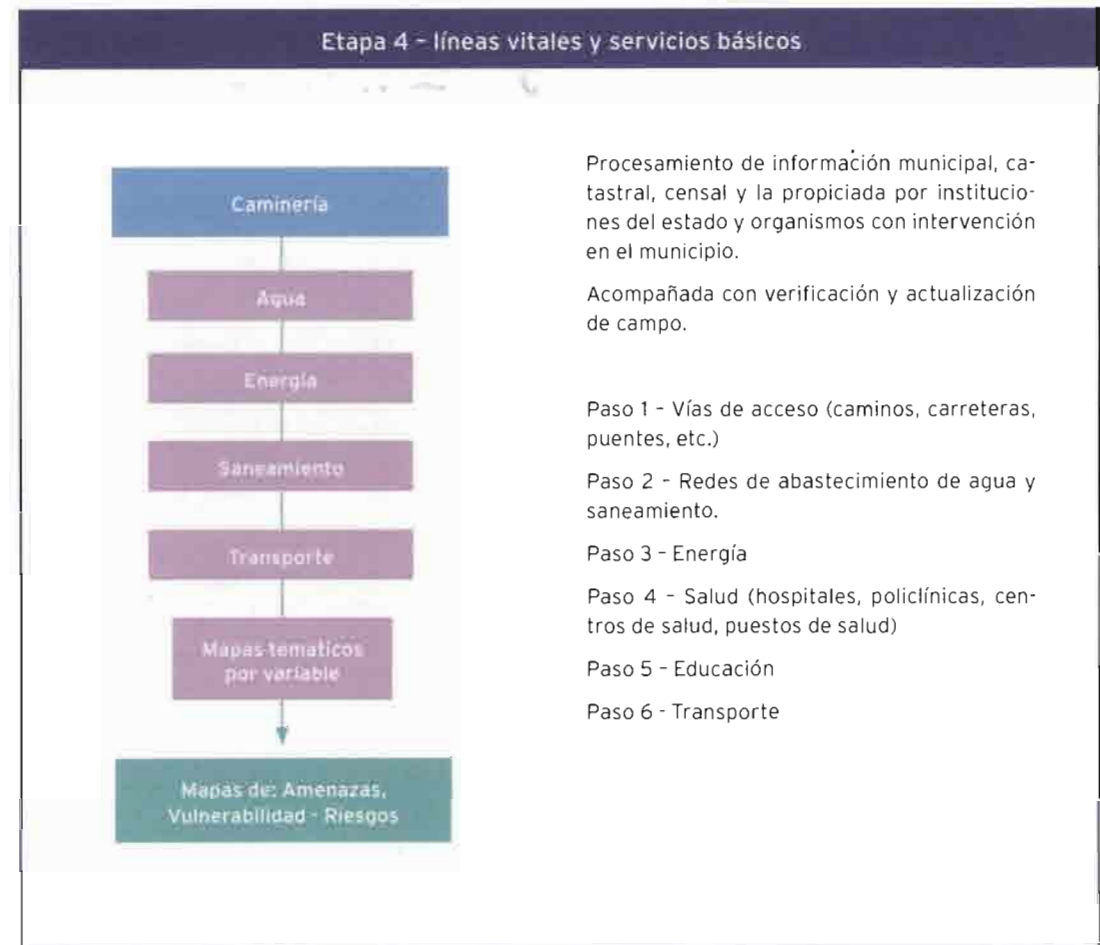 Etapa 4 – líneas vitales y servicios básicos
Caminería
Agua
Energía
Saneamiento
Transporte
Mapas tematicos
por variable
Mapas de: Amenazas,
Vulnerabilidad - Riesgos
Procesamiento de información municipal, ca-
tastral, censal y la propiciada por institucio-
nes del estado y organismos con intervención
en el municipio.
Acompañada con verificación y actualización
de campo.
Paso 1 – Vías de acceso (caminos, carreteras,
puentes, etc.)
Paso 2 – Redes de abastecimiento de agua y
saneamiento.
Paso 3 – Energía
Paso 4 – Salud (hospitales, policlínicas, cen-
tros de salud, puestos de salud)
Paso 5 – Educación
Paso 6 - Transporte